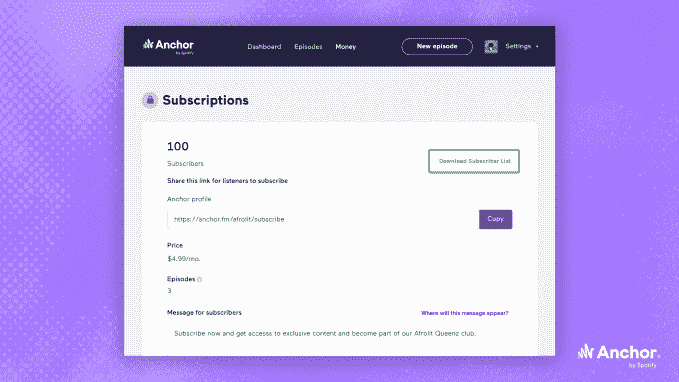 Anchor
by Spotify
Dashboard Episodes Money New episode Settings
Subscriptions
100
Subscribers
Download Subscriber List
Share this link for listeners to subscribe
Anchor profile
https://anchor.fm/afrolit/subscribe Copy
Price
$4.99/mo.
Episodes
3
Message for subscribers Where will this message appear?
Subscribe now and get accesss to exclusive content and become part of our Afrolit Queenz club.
Anchor
by Spotify